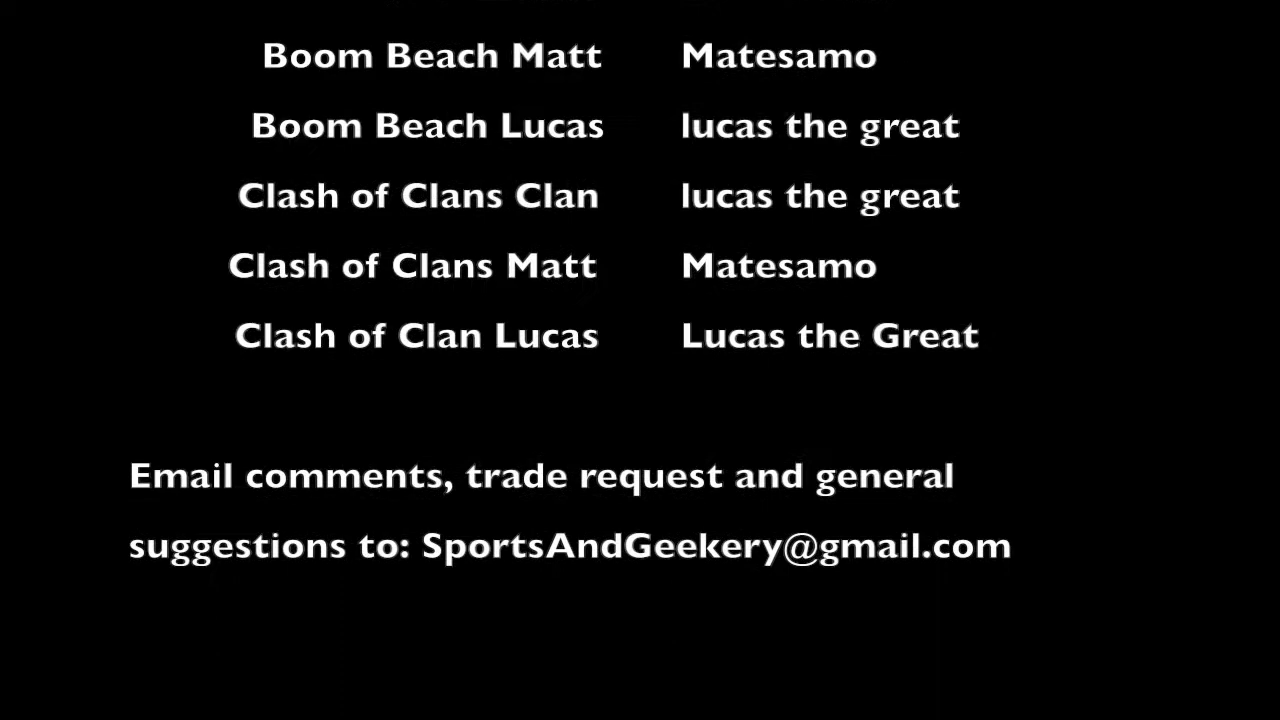 Boom Beach Matt Matesamo
Boom Beach Lucas lucas the great
Clash of Clans Clan lucas the great
Clash of Clans Matt Matesamo
Clash of Clan Lucas Lucas the Great
Email comments, trade request and general
suggestions to: SportsAndGeekery@gmail.com